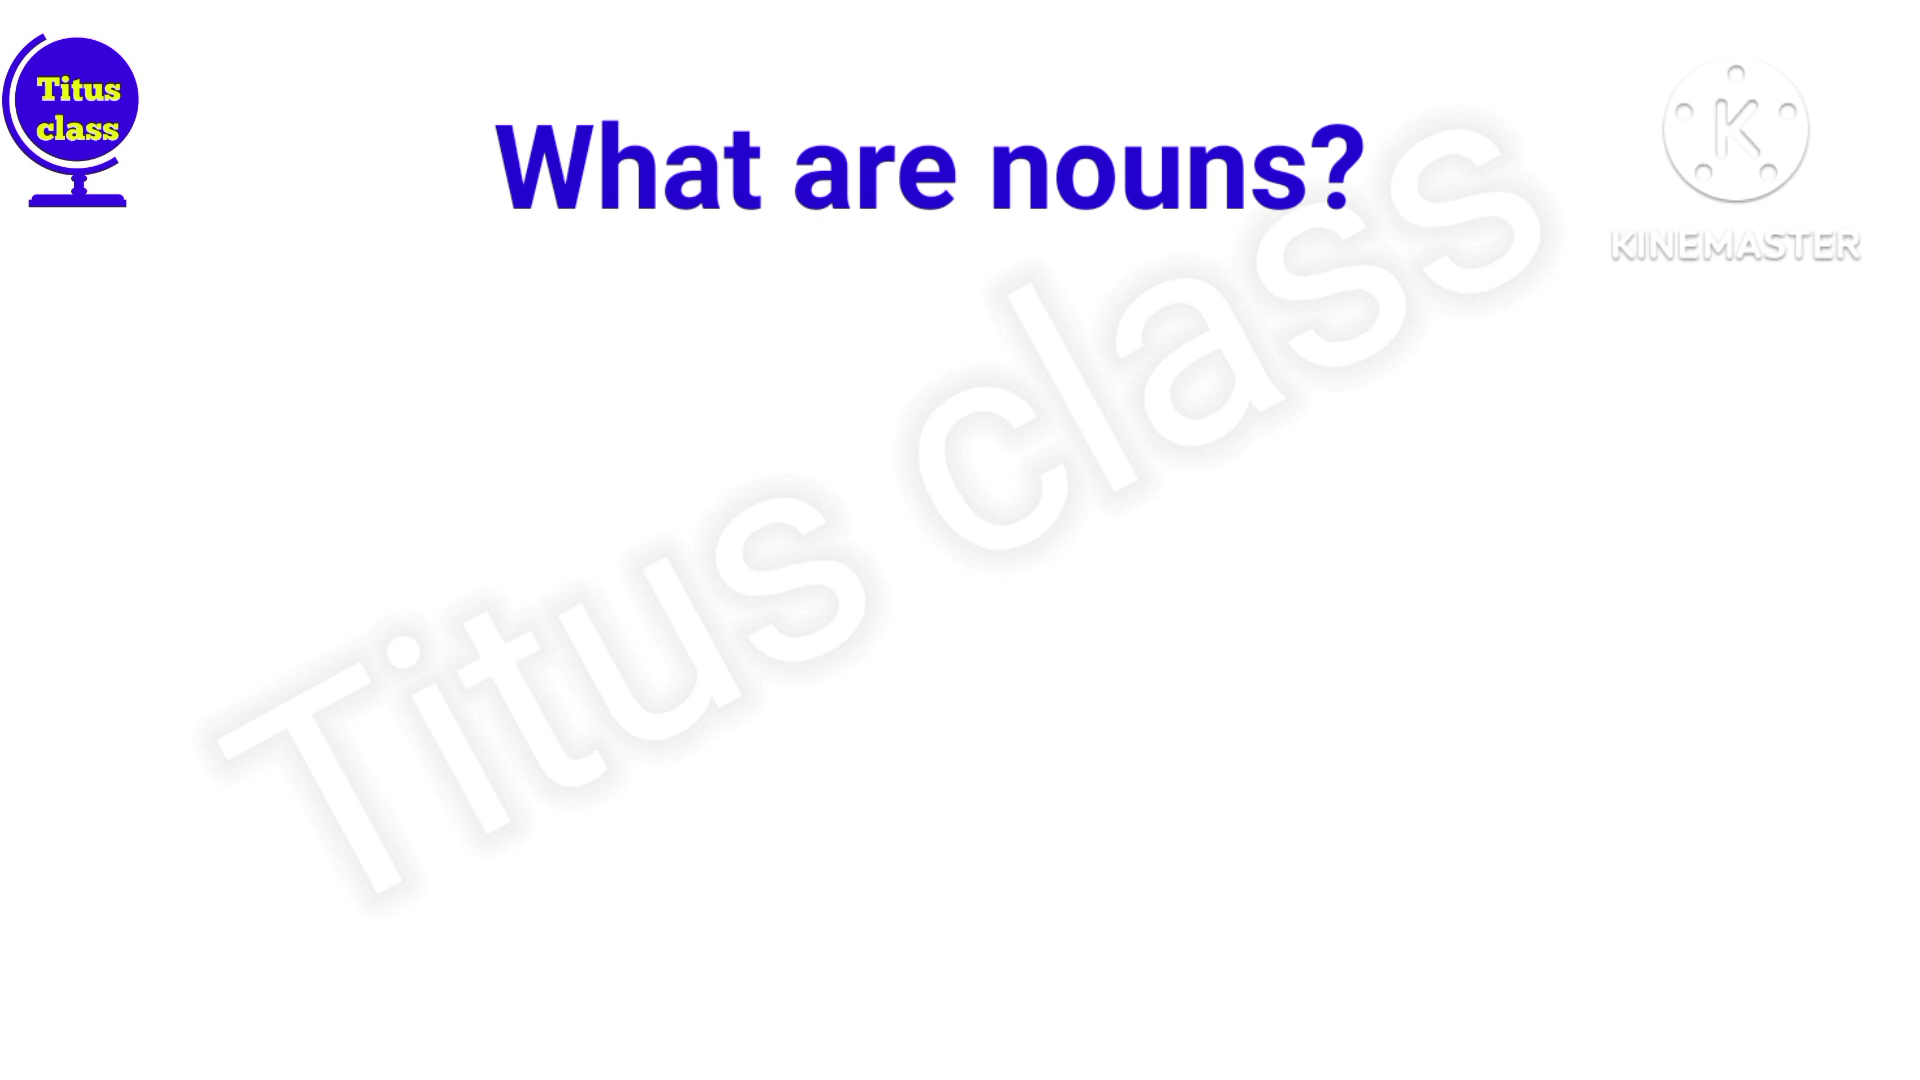 Titus
class
What are nouns?
KINEMASTER
Titus class